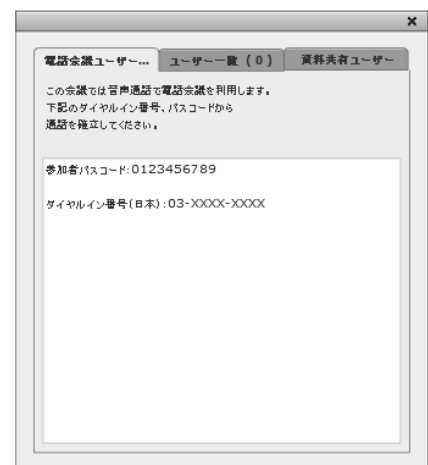 ×
電話会議ユーザー...
ユーザー一覧 (0)
資料共有ユーザー
この会議では音声通話で電話会議を利用します。
下記のダイヤルイン番号、パスコードから
通話を確立してください。
参加者パスコード:0123456789
ダイヤルイン番号(日本):03-XXXX-XXXX